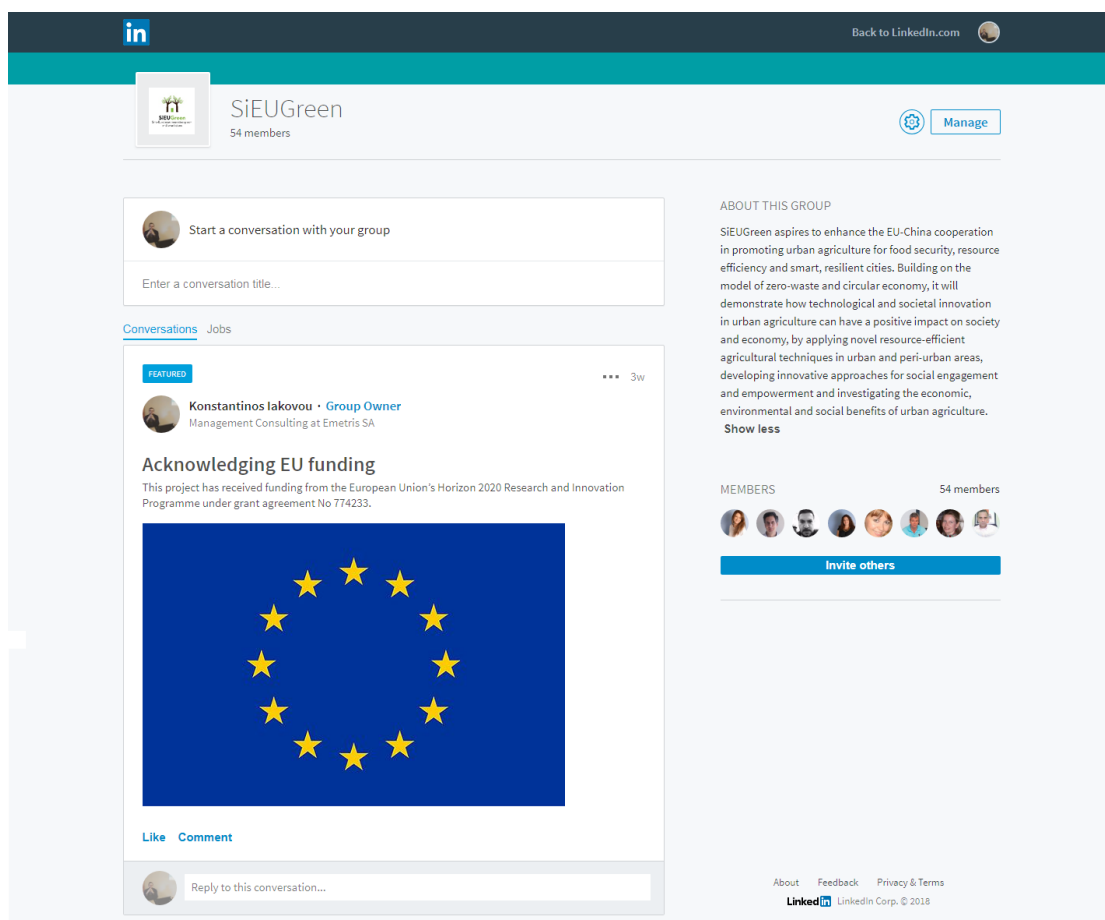 in
Back to LinkedIn.com
SiEUGreen
SiEUGreen
54 members
Manage
Start a conversation with your group
Enter a conversation title...
Conversations Jobs
FEATURED
3w
Konstantinos Iakovou · Group Owner
Management Consulting at Emetris SA
Acknowledging EU funding
This project has received funding from the European Union's Horizon 2020 Research and Innovation
Programme under grant agreement No 774233.
Like Comment
Reply to this conversation...
ABOUT THIS GROUP
SiEUGreen aspires to enhance the EU-China cooperation
in promoting urban agriculture for food security, resource
efficiency and smart, resilient cities. Building on the
model of zero-waste and circular economy, it will
demonstrate how technological and societal innovation
in urban agriculture can have a positive impact on society
and economy, by applying novel resource-efficient
agricultural techniques in urban and peri-urban areas,
developing innovative approaches for social engagement
and empowerment and investigating the economic,
environmental and social benefits of urban agriculture.
Show less
MEMBERS 54 members
Invite others
About Feedback Privacy & Terms
Linked in LinkedIn Corp. © 2018